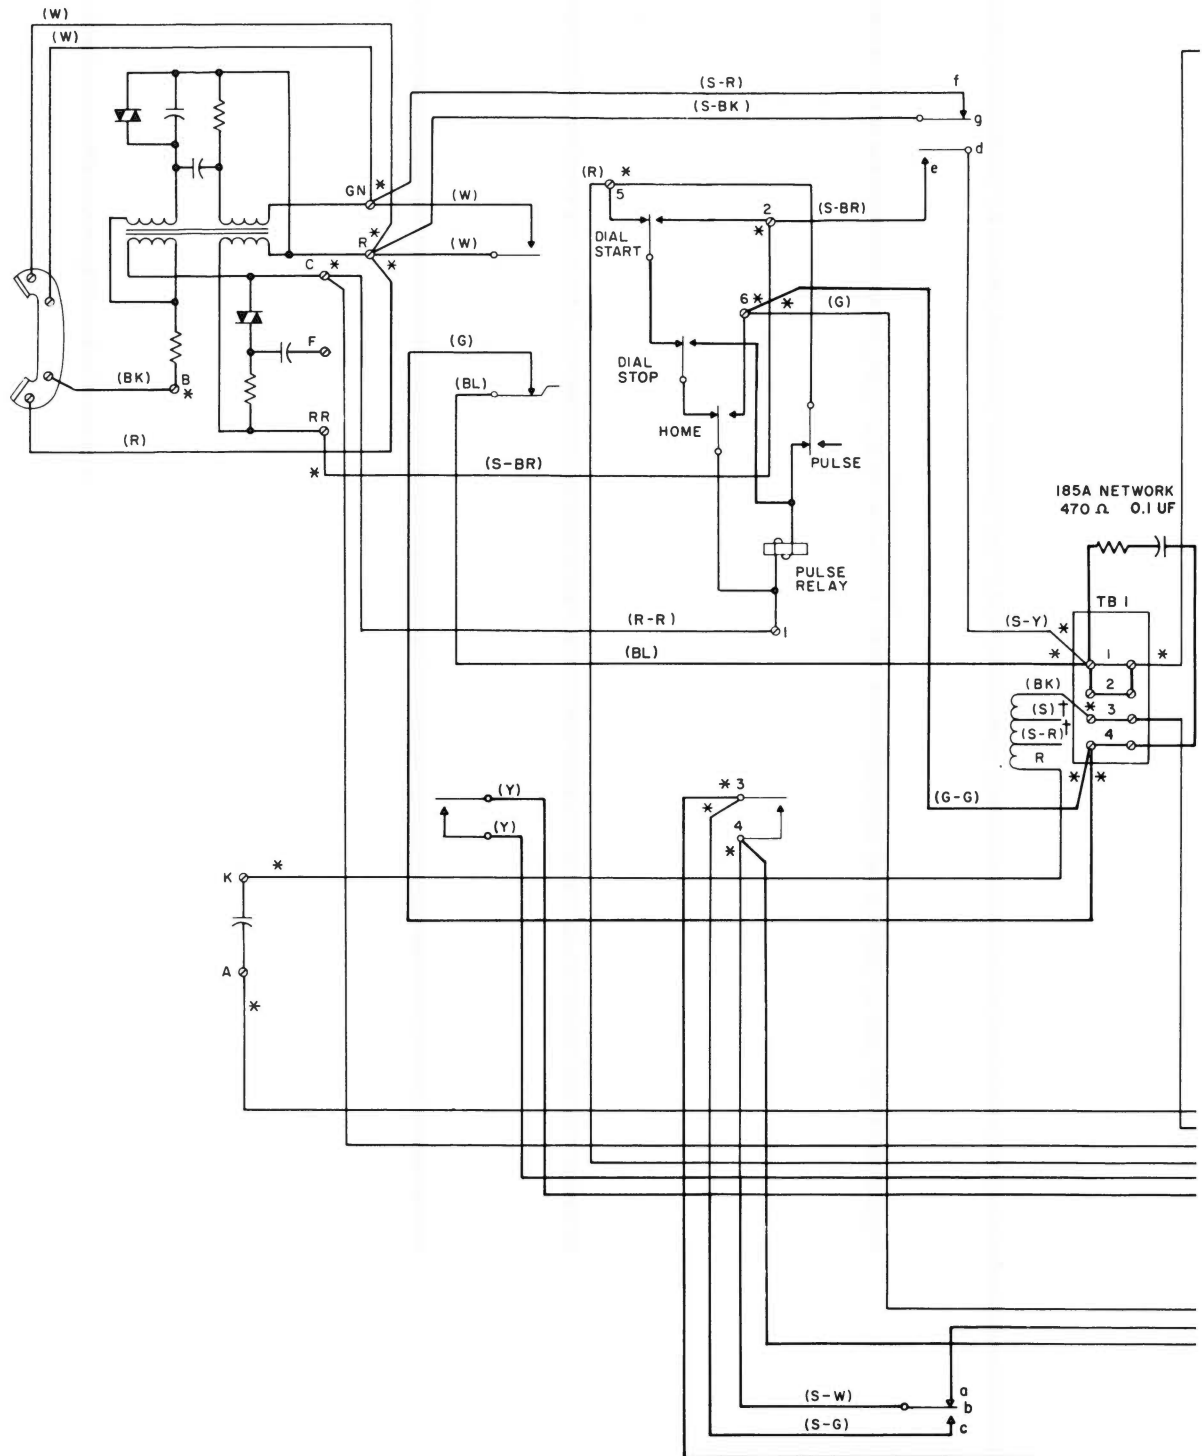 (W)
(W)
(S-R)
f
(S-BK)
g
d
e
(R) *
5
GN *
(W)
2
(S-BR)
*
DIAL
START
R *
(W)
C *
*
6 * *
(G)
F
(G)
DIAL
STOP
(BK)
B
*
(BL)
HOME
RR
(R)
*
(S-BR)
PULSE
185A NETWORK
470 Ω 0.1 UF
PULSE
RELAY
TB 1
(S-Y) *
(R-R)
1
(BL)
*
1
*
(BK)
2
*
(S) †
3
(S-R) †
4
R
* *
(G-G)
(Y)
* 3
*
(Y)
4
*
K
*
A
*
a
(S-W)
b
(S-G)
c